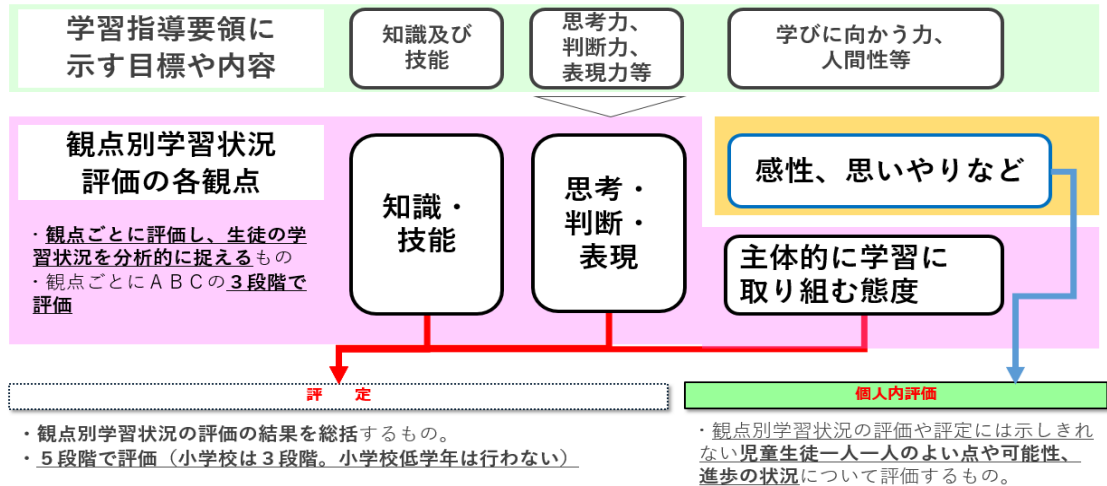 学習指導要領に
示す目標や内容
知識及び
技能
思考力、
判断力、
表現力等
学びに向かう力、
人間性等
観点別学習状況
評価の各観点
・観点ごとに評価し、生徒の学
習状況を分析的に捉えるもの
・観点ごとにＡＢＣの３段階で
評価
知識・
技能
思考・
判断・
表現
感性、思いやりなど
主体的に学習に
取り組む態度
評　定
・観点別学習状況の評価の結果を総括するもの。
・５段階で評価（小学校は３段階。小学校低学年は行わない）
個人内評価
・観点別学習状況の評価や評定には示しきれ
ない児童生徒一人一人のよい点や可能性、
進歩の状況について評価するもの。